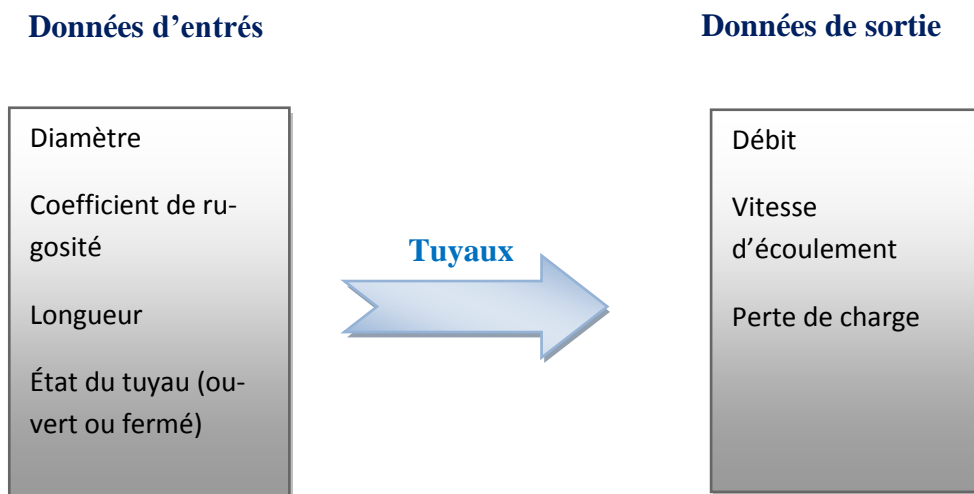 Données d’entrés
Données de sortie
Diamètre
Coefficient de ru-
gosité
Longueur
État du tuyau (ou-
vert ou fermé)
Tuyaux
Débit
Vitesse
d’écoulement
Perte de charge